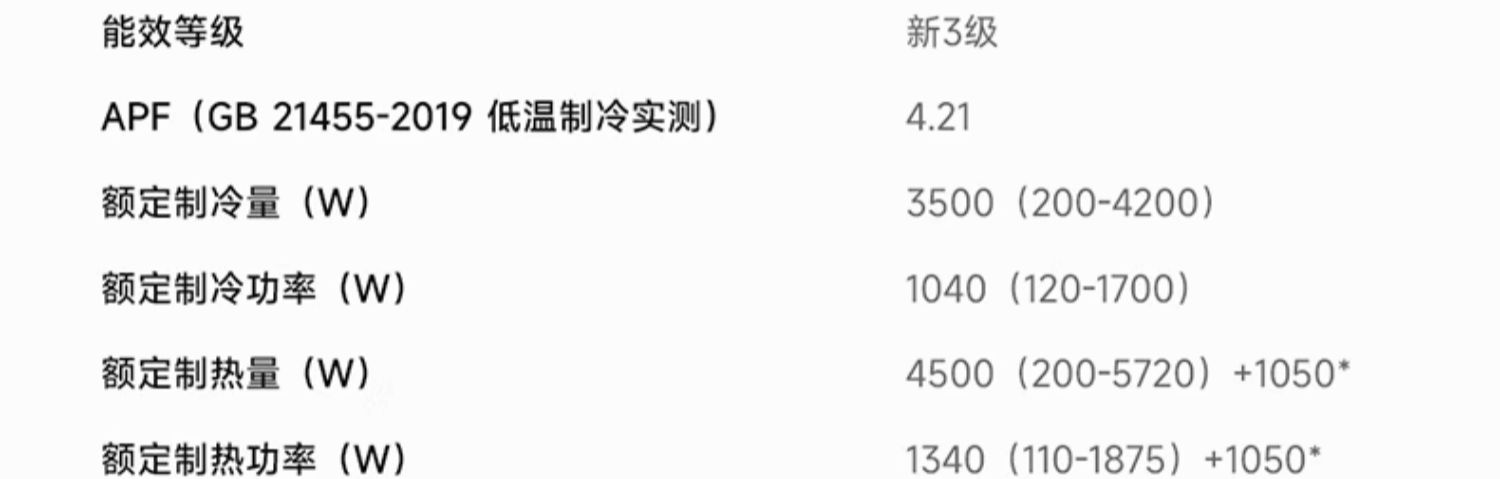 能效等级 新3级
APF（GB 21455-2019 低温制冷实测） 4.21
额定制冷量（W） 3500（200-4200）
额定制冷功率（W） 1040（120-1700）
额定制热量（W） 4500（200-5720）+1050*
额定制热功率（W） 1340（110-1875）+1050*